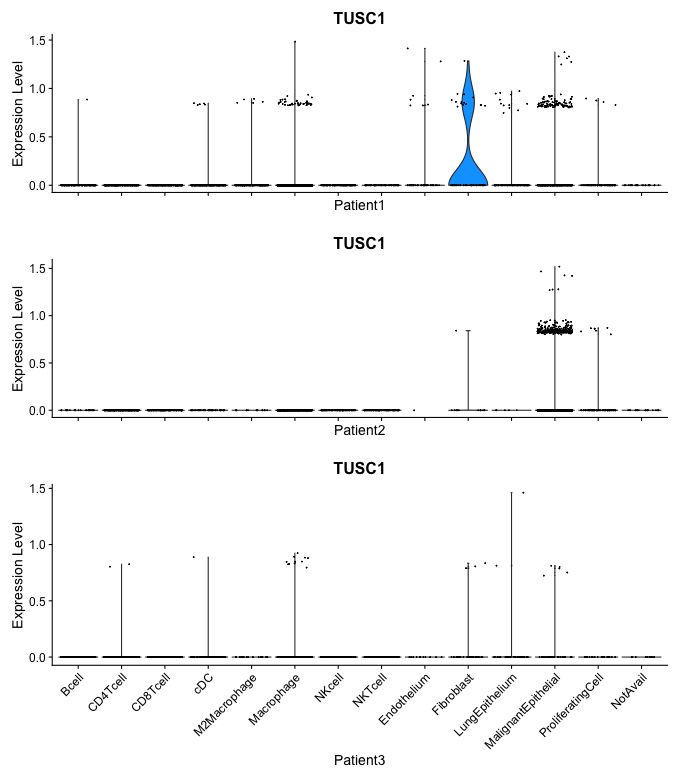 TUSC1
1.5
1.0
0.5
0.0
Expression Level
Patient1
TUSC1
1.5
1.0
0.5
0.0
Expression Level
Patient2
TUSC1
1.5
1.0
0.5
0.0
Expression Level
Bcell
CD4Tcell
CD8Tcell
cDC
M2Macrophage
Macrophage
NKcell
NKTcell
Endothelium
Fibroblast
LungEpithelium
MalignantEpithelial
ProliferatingCell
NotAvail
Patient3